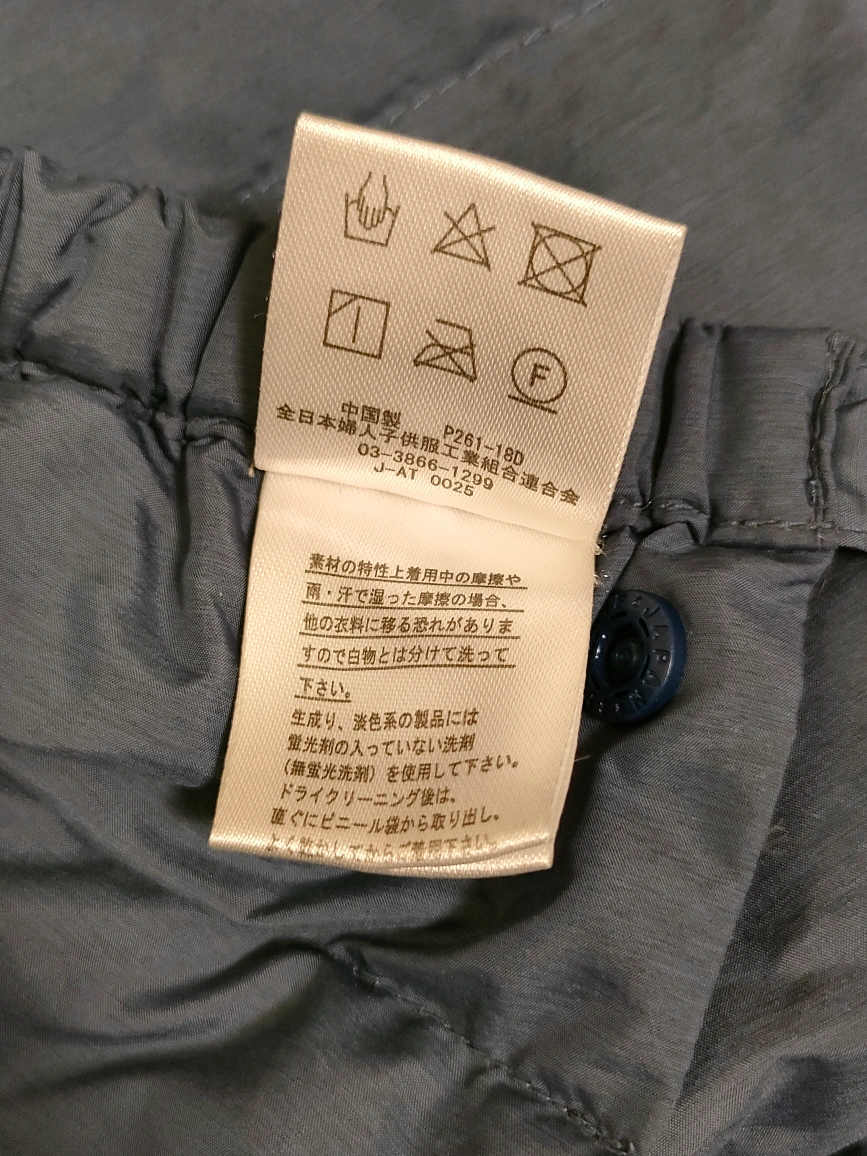 F
中国製 P261-18D
全日本婦人子供服工業組合連合会
03-3866-1299
J-AT 0025
素材の特性上着用中の摩擦や
雨・汗で湿った摩擦の場合、
他の衣料に移る恐れがありま
すので白物とは分けて洗って
下さい。
生成り、淡色系の製品には
蛍光剤の入っていない洗剤
(無蛍光洗剤)を使用して下さい。
ドライクリーニング後は、
直ぐにビニール袋から取り出し。
JAPAN